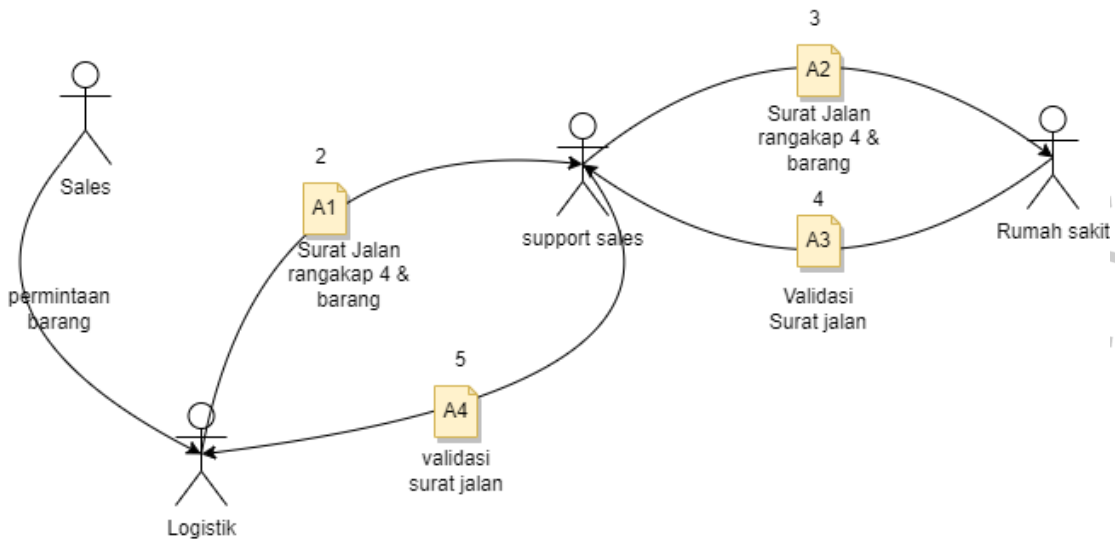 Sales
permintaan
barang
Logistik
2
A1
Surat Jalan
rangakap 4 &
barang
support sales
3
A2
Surat Jalan
rangakap 4 &
barang
Rumah sakit
4
A3
Validasi
Surat jalan
5
A4
validasi
surat jalan